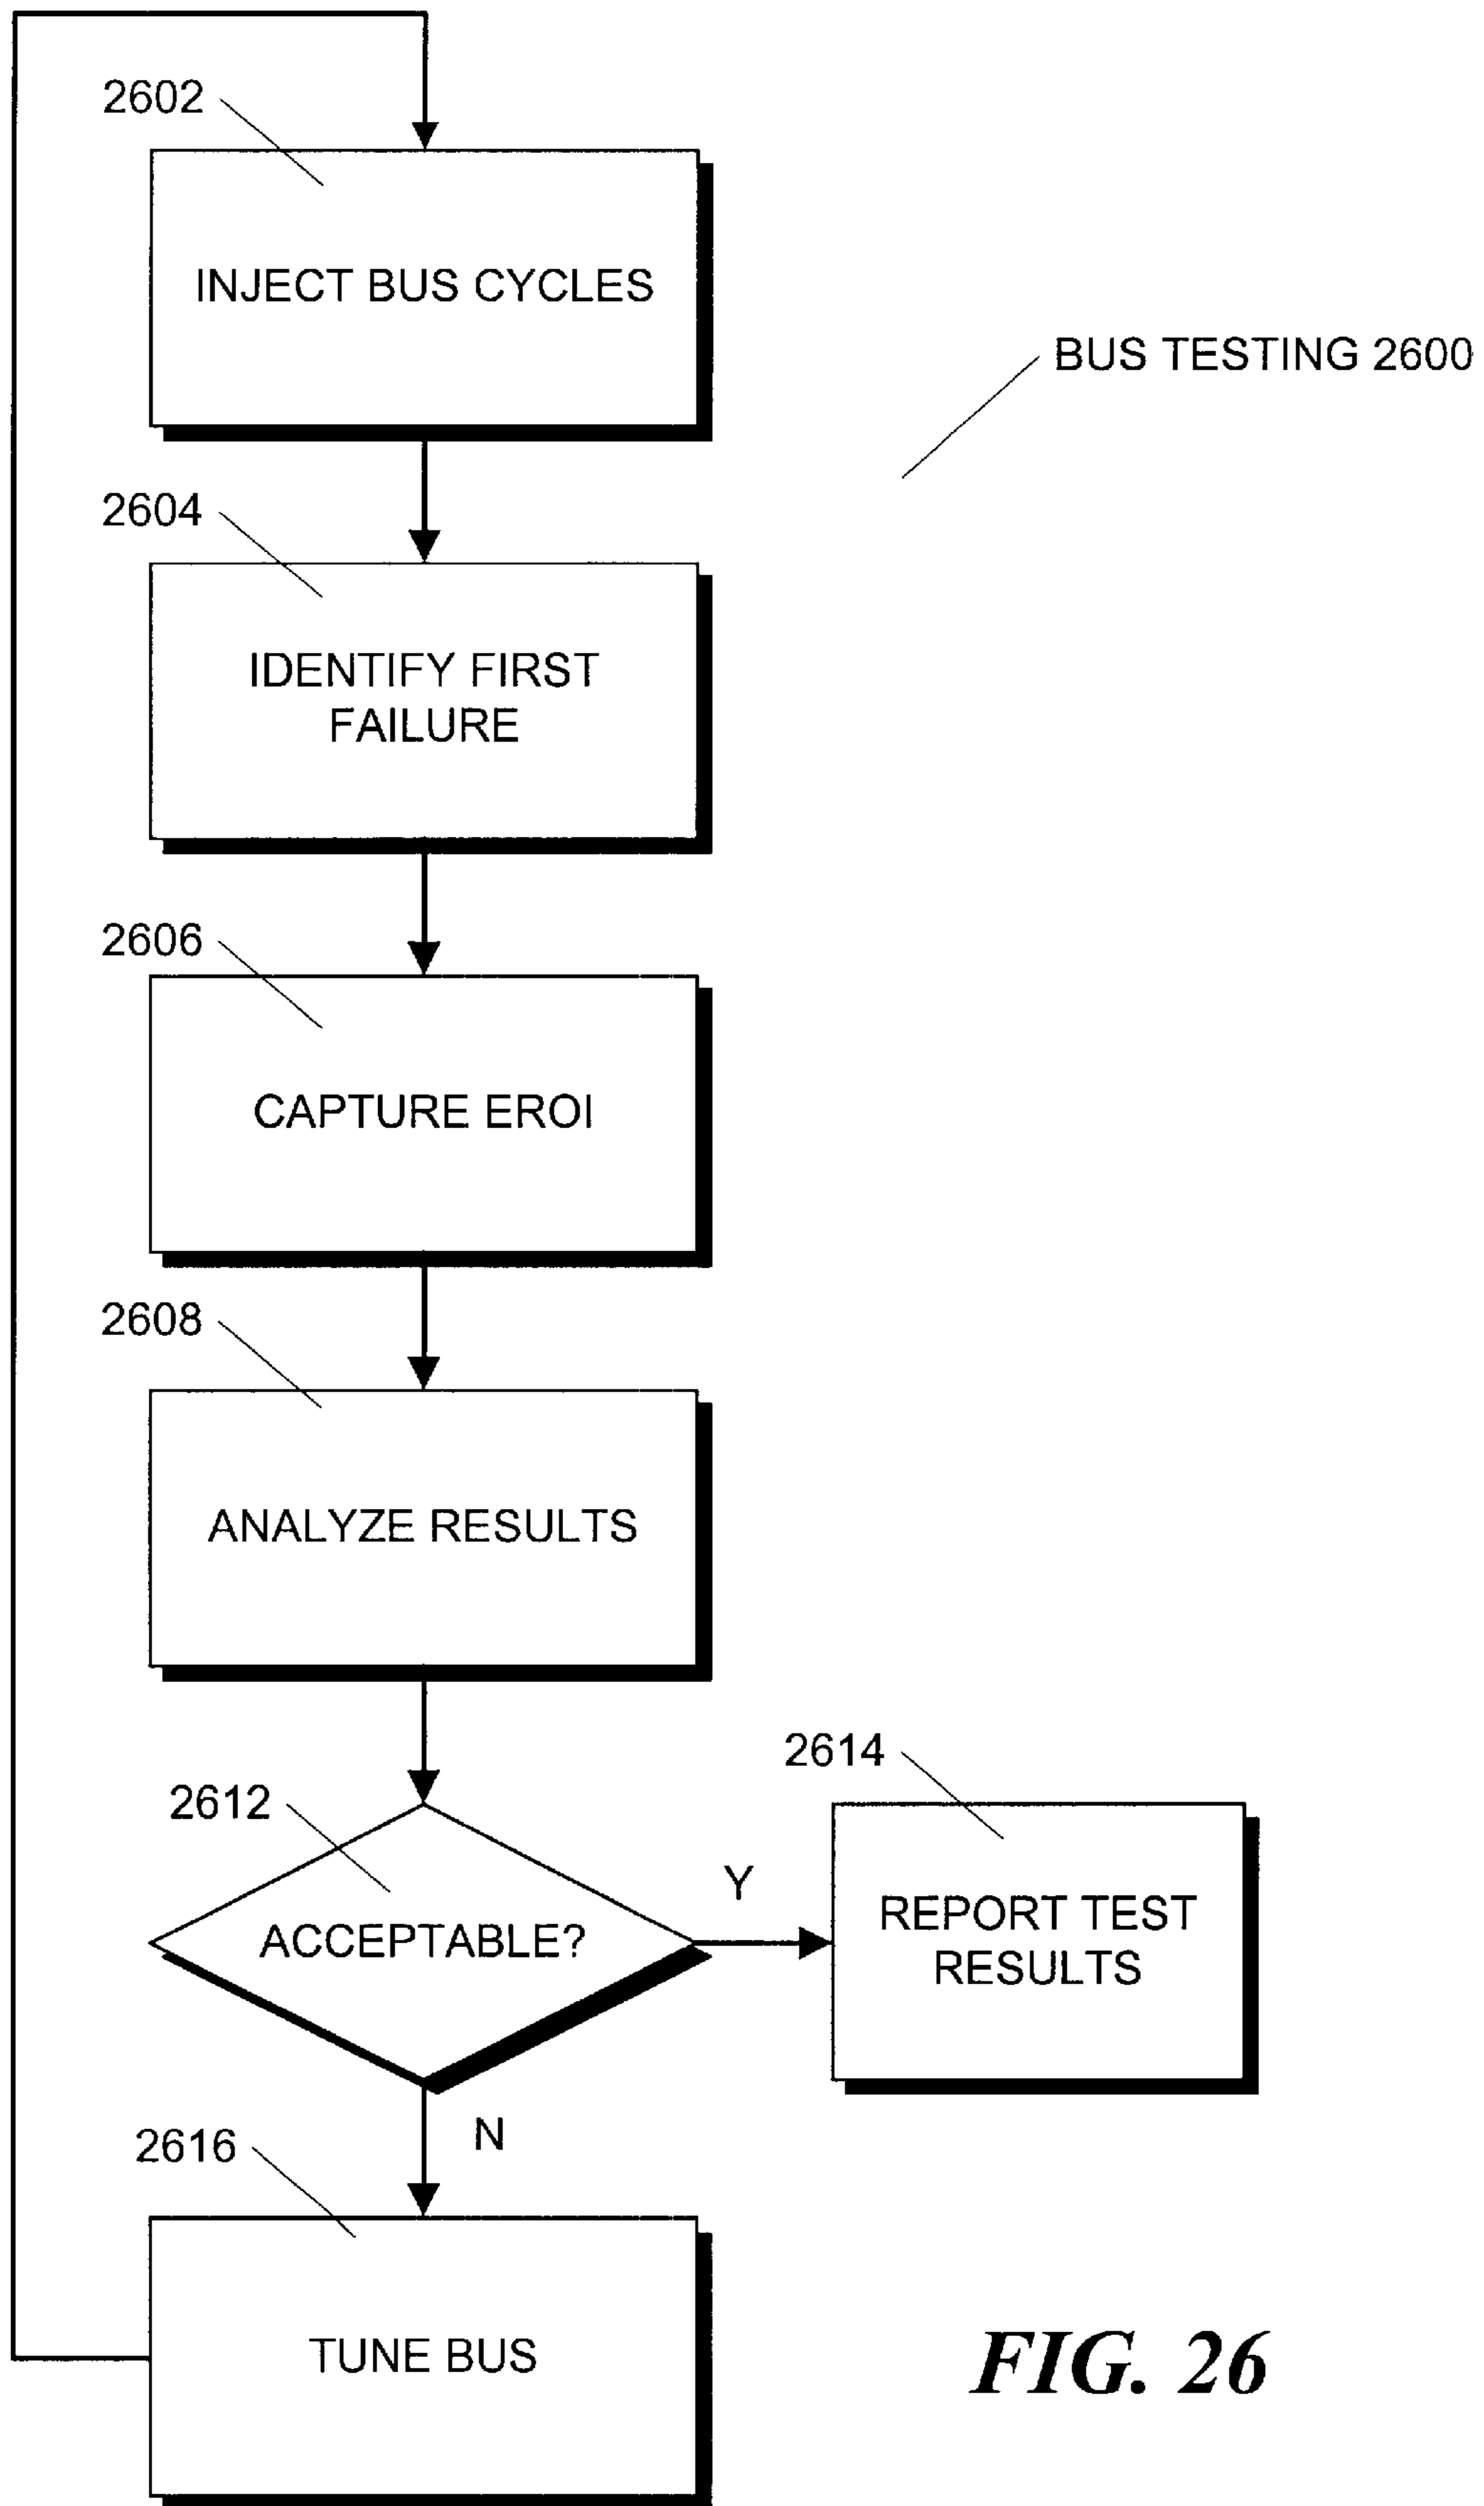 2602
INJECT BUS CYCLES
BUS TESTING 2600
2604
IDENTIFY FIRST
FAILURE
2606
CAPTURE EROI
2608
ANALYZE RESULTS
2612
ACCEPTABLE?
Y
2614
REPORT TEST
RESULTS
N
2616
TUNE BUS
FIG. 26